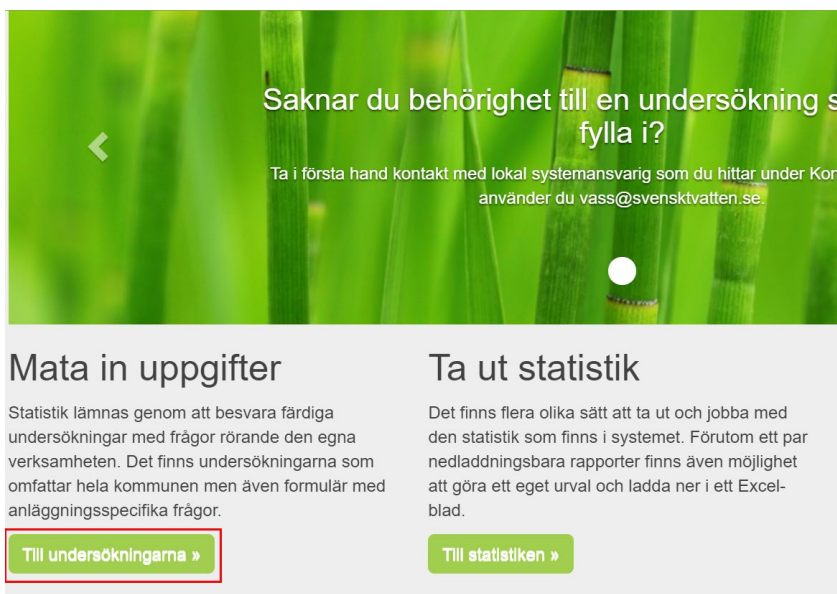 Saknar du behörighet till en undersökning s
fylla i?
Ta i första hand kontakt med lokal systemansvarig som du hittar under Kon
använder du vass@svensktvatten.se.
Mata in uppgifter
Statistik lämnas genom att besvara färdiga
undersökningar med frågor rörande den egna
verksamheten. Det finns undersökningarna som
omfattar hela kommunen men även formulär med
anläggningsspecifika frågor.
Till undersökningarna »
Ta ut statistik
Det finns flera olika sätt att ta ut och jobba med
den statistik som finns i systemet. Förutom ett par
nedladdningsbara rapporter finns även möjlighet
att göra ett eget urval och ladda ner i ett Excel-
blad.
Till statistiken »